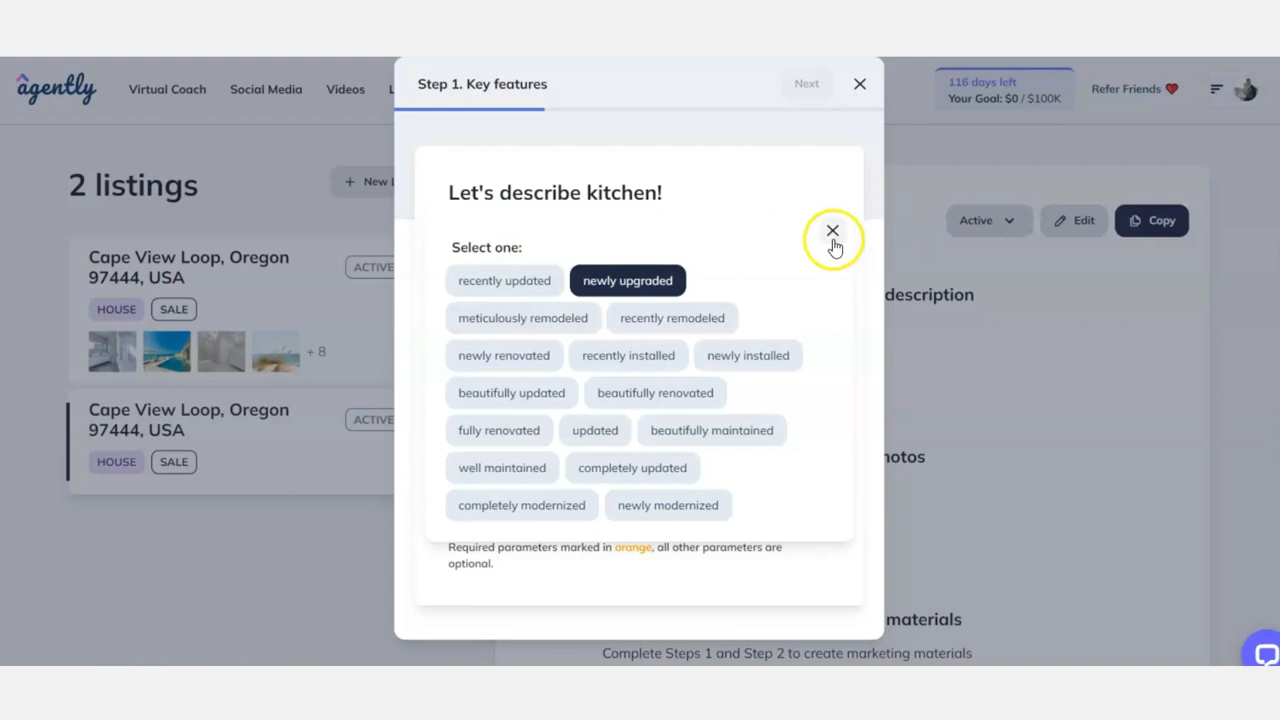 Step 1. Key features
Next
agently
Virtual Coach
Social Media
Videos
L
116 days left
Your Goal: $0 / $100K
Refer Friends
2 listings
+ New L
Active
Edit
Copy
Cape View Loop, Oregon
97444, USA
ACTIVE
HOUSE
SALE
+ 8
Cape View Loop, Oregon
97444, USA
ACTIVE
HOUSE
SALE
Let's describe kitchen!
Select one:
recently updated
newly upgraded
meticulously remodeled
recently remodeled
newly renovated
recently installed
newly installed
beautifully updated
beautifully renovated
fully renovated
updated
beautifully maintained
well maintained
completely updated
completely modernized
newly modernized
Required parameters marked in orange, all other parameters are
optional.
description
hotos
materials
Complete Steps 1 and Step 2 to create marketing materials